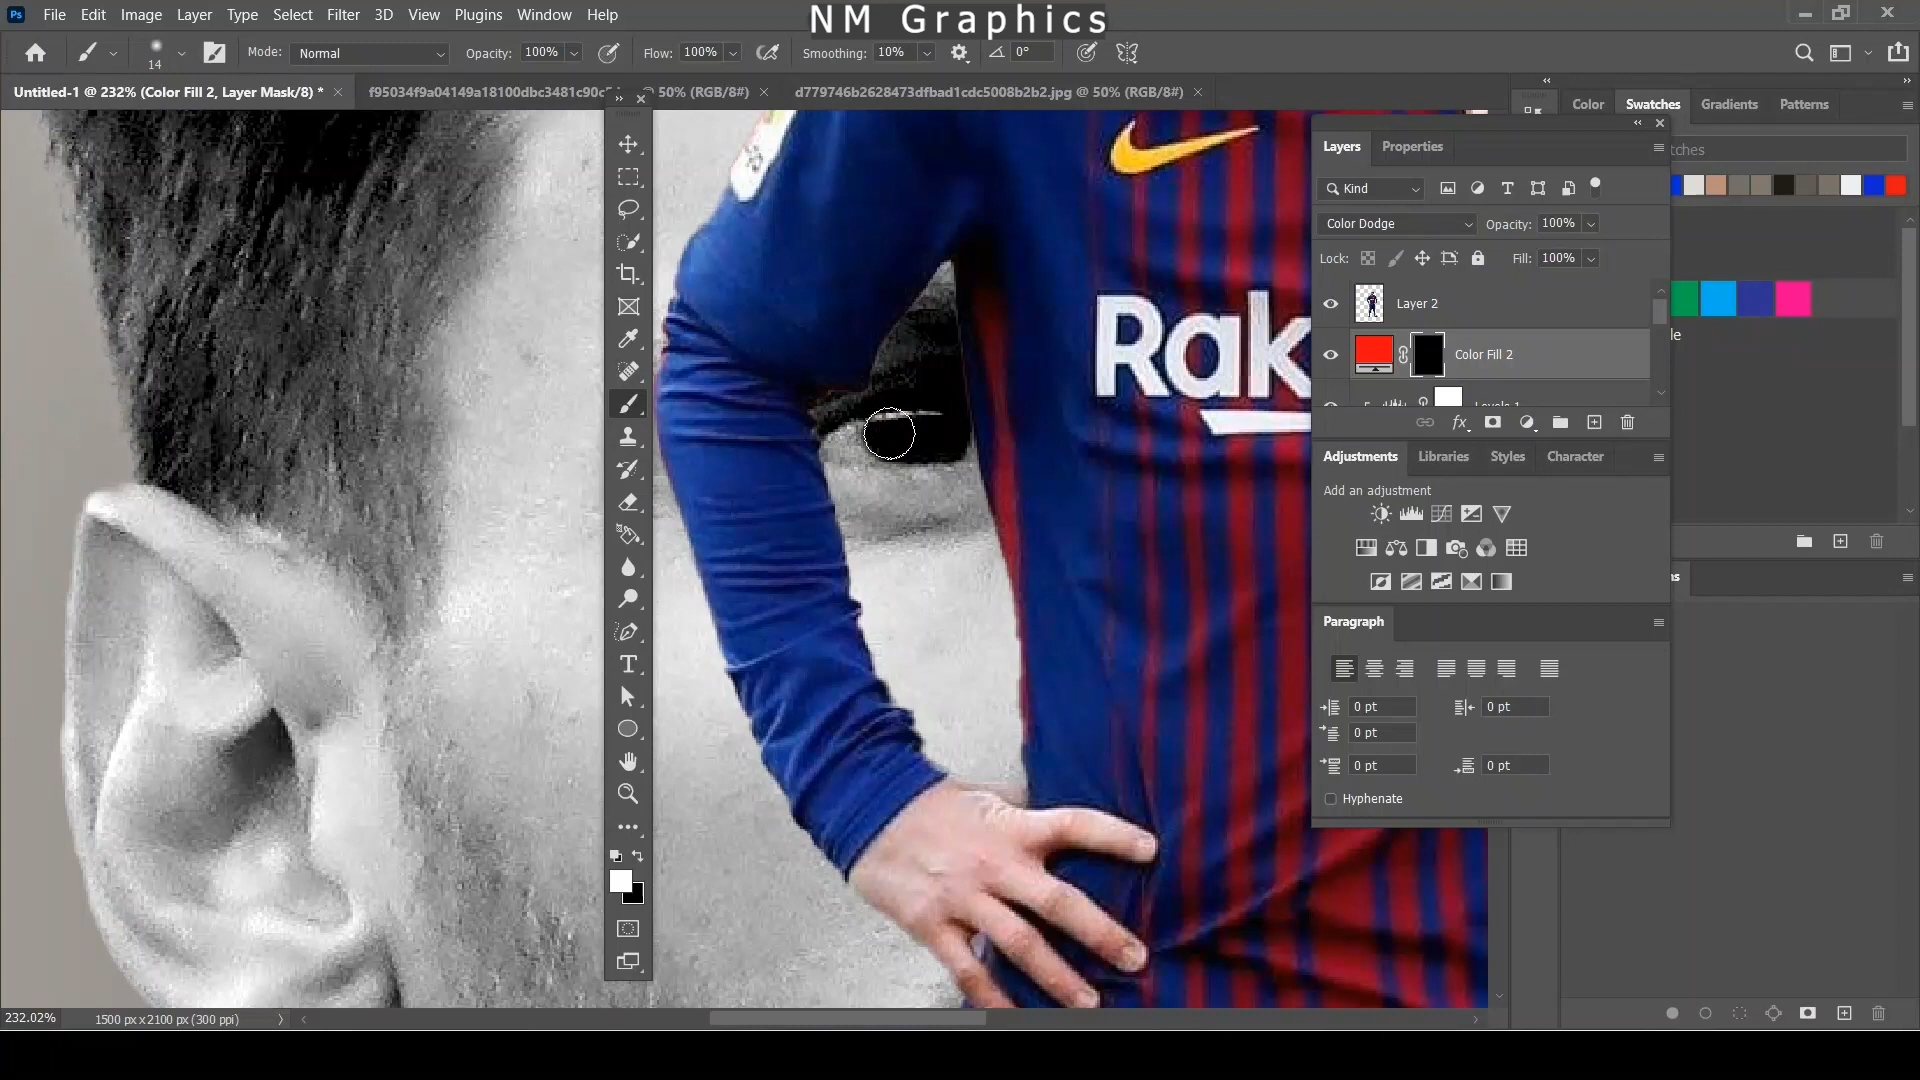 NM Graphics
File Edit Image Layer Type Select Filter 3D View Plugins Window Help
14 Mode: Normal Opacity: 100% Flow: 100% Smoothing: 10% 0°
Untitled-1 @ 232% (Color Fill 2, Layer Mask/8) * f95034f9a04149a18100dbc3481c90c @ 50% (RGB/8#) d779746b2628473dfbad1cdc5008b2b2.jpg @ 50% (RGB/8#)
Color Swatches Gradients Patterns
Layers Properties
tches
Kind
Color Dodge Opacity: 100%
Lock: Fill: 100%
Layer 2
Color Fill 2
Rak
Adjustments Libraries Styles Character
Add an adjustment
Paragraph
0 pt 0 pt
0 pt
0 pt 0 pt
Hyphenate
232.02% 1500 px x 2100 px (300 ppi)